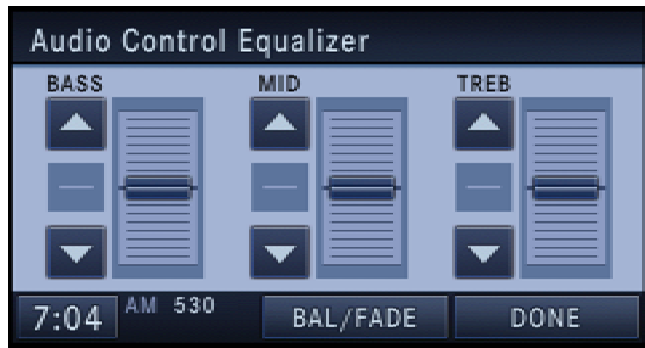 Audio Control Equalizer
BASS MID TREB
7:04 AM 530 BAL/FADE DONE